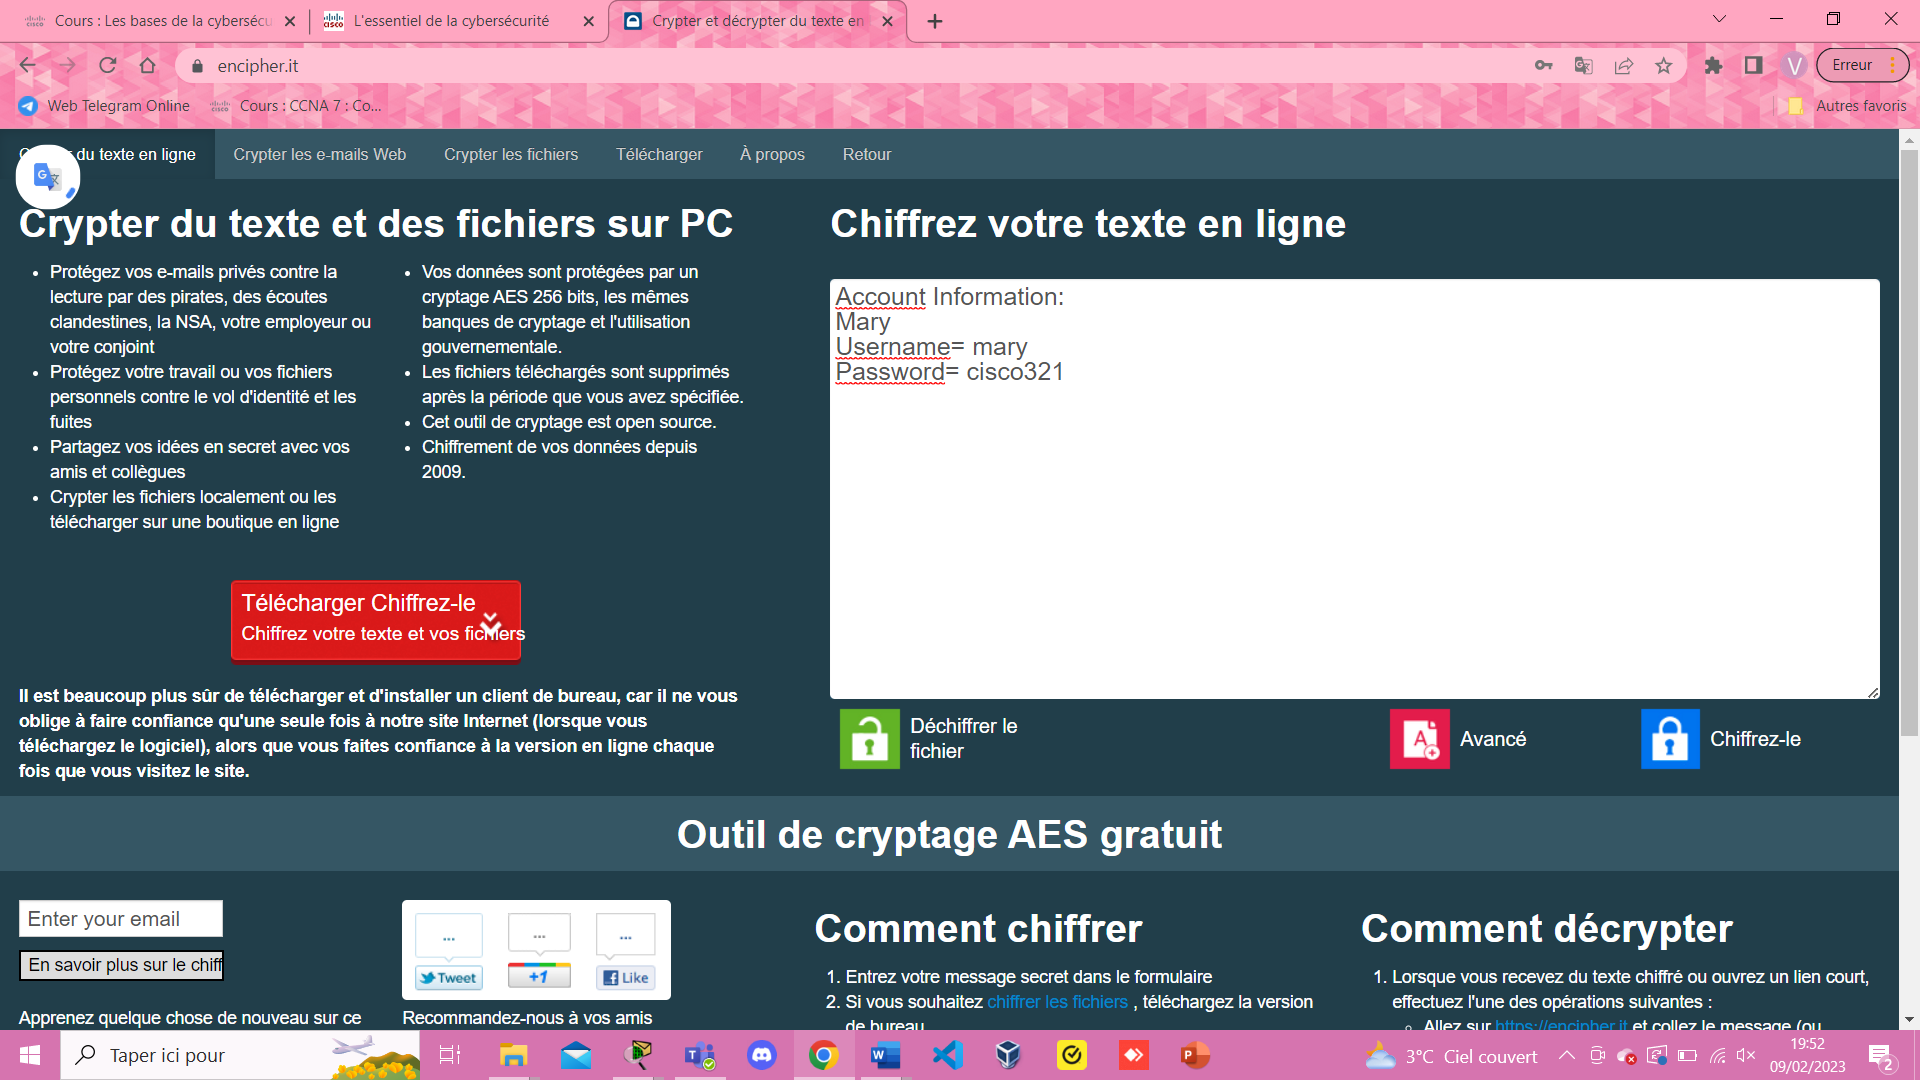 Cours : Les bases de la cybersécu
L'essentiel de la cybersécurité
Crypter et décrypter du texte en
encipher.it
V
Erreur
Web Telegram Online
Cours : CCNA 7 : Co...
Autres favoris
du texte en ligne
Crypter les e-mails Web
Crypter les fichiers
Télécharger
À propos
Retour
Crypter du texte et des fichiers sur PC
• Protégez vos e-mails privés contre la
lecture par des pirates, des écoutes
clandestines, la NSA, votre employeur ou
votre conjoint
• Protégez votre travail ou vos fichiers
personnels contre le vol d'identité et les
fuites
• Partagez vos idées en secret avec vos
amis et collègues
• Crypter les fichiers localement ou les
télécharger sur une boutique en ligne
• Vos données sont protégées par un
cryptage AES 256 bits, les mêmes
banques de cryptage et l'utilisation
gouvernementale.
• Les fichiers téléchargés sont supprimés
après la période que vous avez spécifiée.
• Cet outil de cryptage est open source.
• Chiffrement de vos données depuis
2009.
Télécharger Chiffrez-le
Chiffrez votre texte et vos fichiers
Il est beaucoup plus sûr de télécharger et d'installer un client de bureau, car il ne vous
oblige à faire confiance qu'une seule fois à notre site Internet (lorsque vous
téléchargez le logiciel), alors que vous faites confiance à la version en ligne chaque
fois que vous visitez le site.
Chiffrez votre texte en ligne
Account Information:
Mary
Username= mary
Password= cisco321
Déchiffrer le
fichier
Avancé
Chiffrez-le
Outil de cryptage AES gratuit
Enter your email
En savoir plus sur le chiff
Apprenez quelque chose de nouveau sur ce
... ... ...
Tweet
+1
Like
Recommandez-nous à vos amis
Comment chiffrer
1. Entrez votre message secret dans le formulaire
2. Si vous souhaitez chiffrer les fichiers , téléchargez la version
de bureau
Comment décrypter
1. Lorsque vous recevez du texte chiffré ou ouvrez un lien court,
effectuez l'une des opérations suivantes :
Allez sur https://encipher.it et collez le message (ou
Taper ici pour
3°C Ciel couvert
19:52
09/02/2023
2